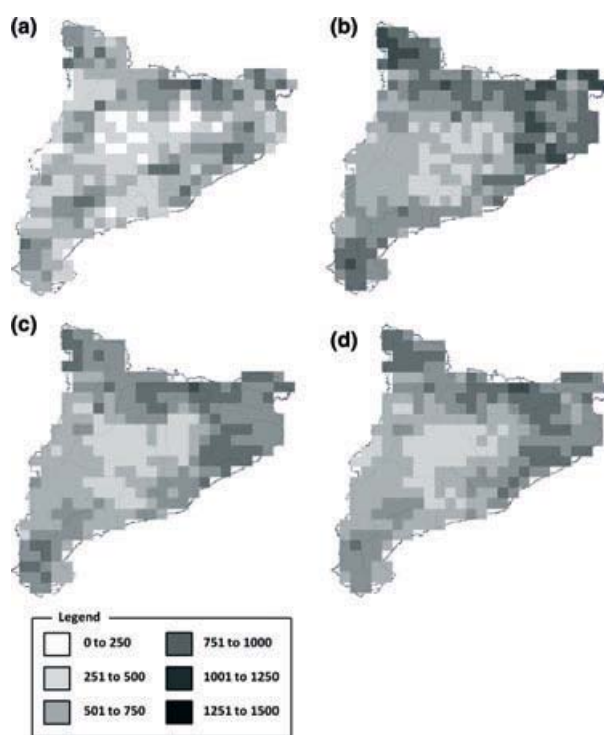 (a)
(b)
(c)
(d)
Legend
0 to 250
751 to 1000
251 to 500
1001 to 1250
501 to 750
1251 to 1500